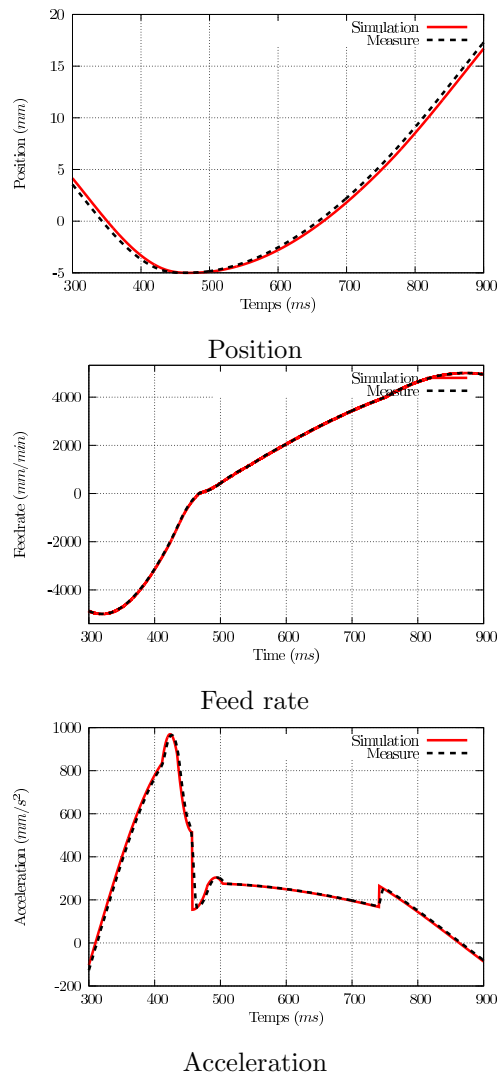 20
15
10
5
0
-5
Position (mm)
Simulation
Measure
300 400 500 600 700 800 900
Temps (ms)
Position
4000
2000
0
-2000
-4000
Feedrate (mm/min)
Simulation
Measure
300 400 500 600 700 800 900
Time (ms)
Feed rate
1000
800
600
400
200
0
-200
Acceleration (mm/s²)
Simulation
Measure
300 400 500 600 700 800 900
Temps (ms)
Acceleration